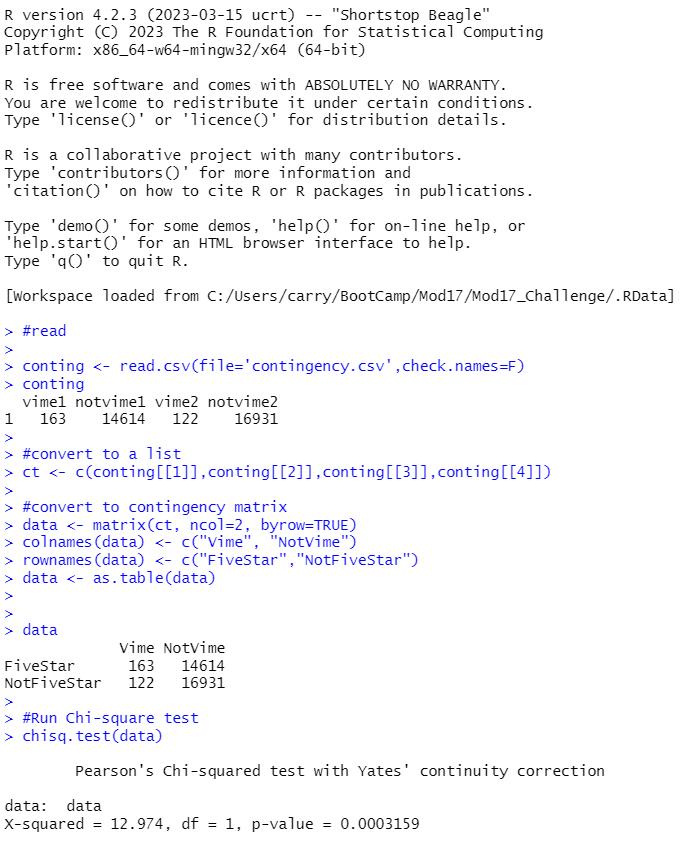 R version 4.2.3 (2023-03-15 ucrt) -- "Shortstop Beagle"
Copyright (C) 2023 The R Foundation for Statistical Computing
Platform: x86_64-w64-mingw32/x64 (64-bit)

R is free software and comes with ABSOLUTELY NO WARRANTY.
You are welcome to redistribute it under certain conditions.
Type 'license()' or 'licence()' for distribution details.

R is a collaborative project with many contributors.
Type 'contributors()' for more information and
'citation()' on how to cite R or R packages in publications.

Type 'demo()' for some demos, 'help()' for on-line help, or
'help.start()' for an HTML browser interface to help.
Type 'q()' to quit R.

[Workspace loaded from C:/Users/carry/BootCamp/Mod17/Mod17_Challenge/.RData]

> #read
>
> conting <- read.csv(file='contingency.csv',check.names=F)
> conting
  vime1 notvime1 vime2 notvime2
1   163    14614   122    16931
>
> #convert to a list
> ct <- c(conting[[1]],conting[[2]],conting[[3]],conting[[4]])
>
> #convert to contingency matrix
> data <- matrix(ct, ncol=2, byrow=TRUE)
> colnames(data) <- c("Vime", "NotVime")
> rownames(data) <- c("FiveStar","NotFiveStar")
> data <- as.table(data)
>
>
> data
             Vime NotVime
FiveStar      163   14614
NotFiveStar   122   16931
>
> #Run Chi-square test
> chisq.test(data)

        Pearson's Chi-squared test with Yates' continuity correction

data:  data
X-squared = 12.974, df = 1, p-value = 0.0003159